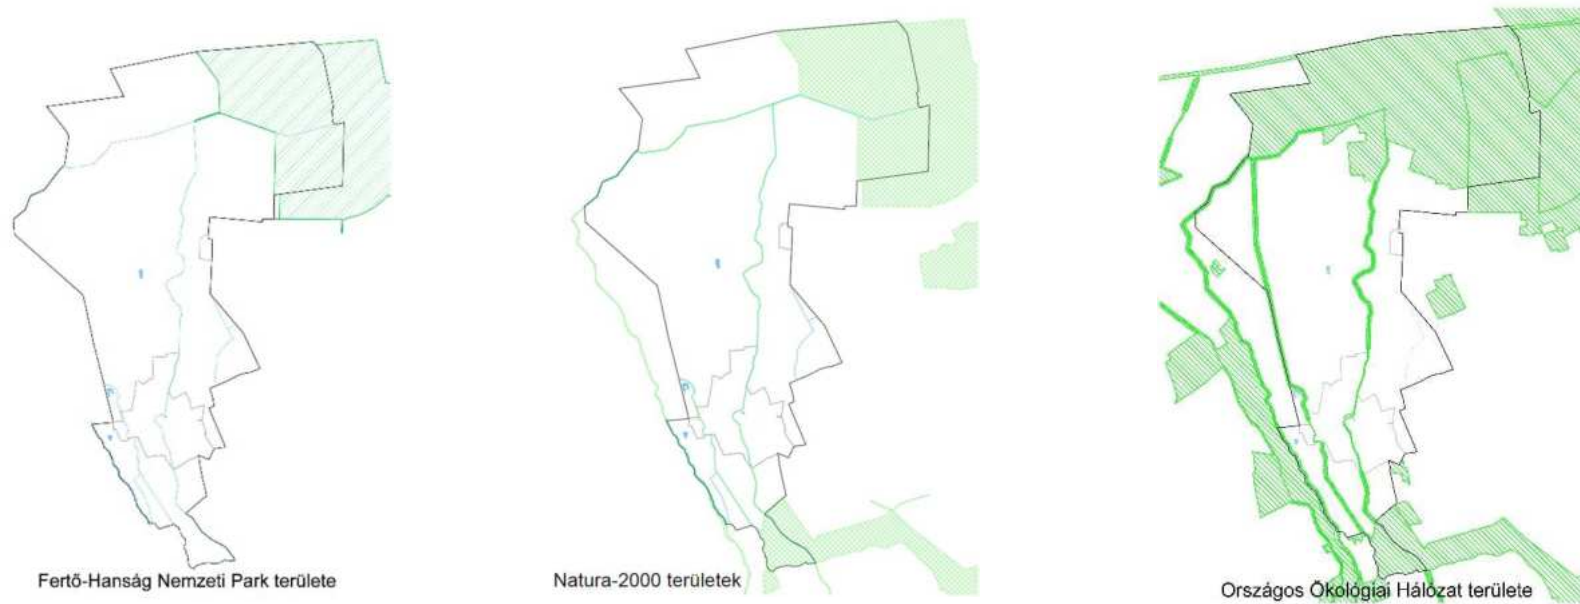 Fertő-Hanság Nemzeti Park területe
Natura-2000 területek
Országos Ökológiai Hálózat területe